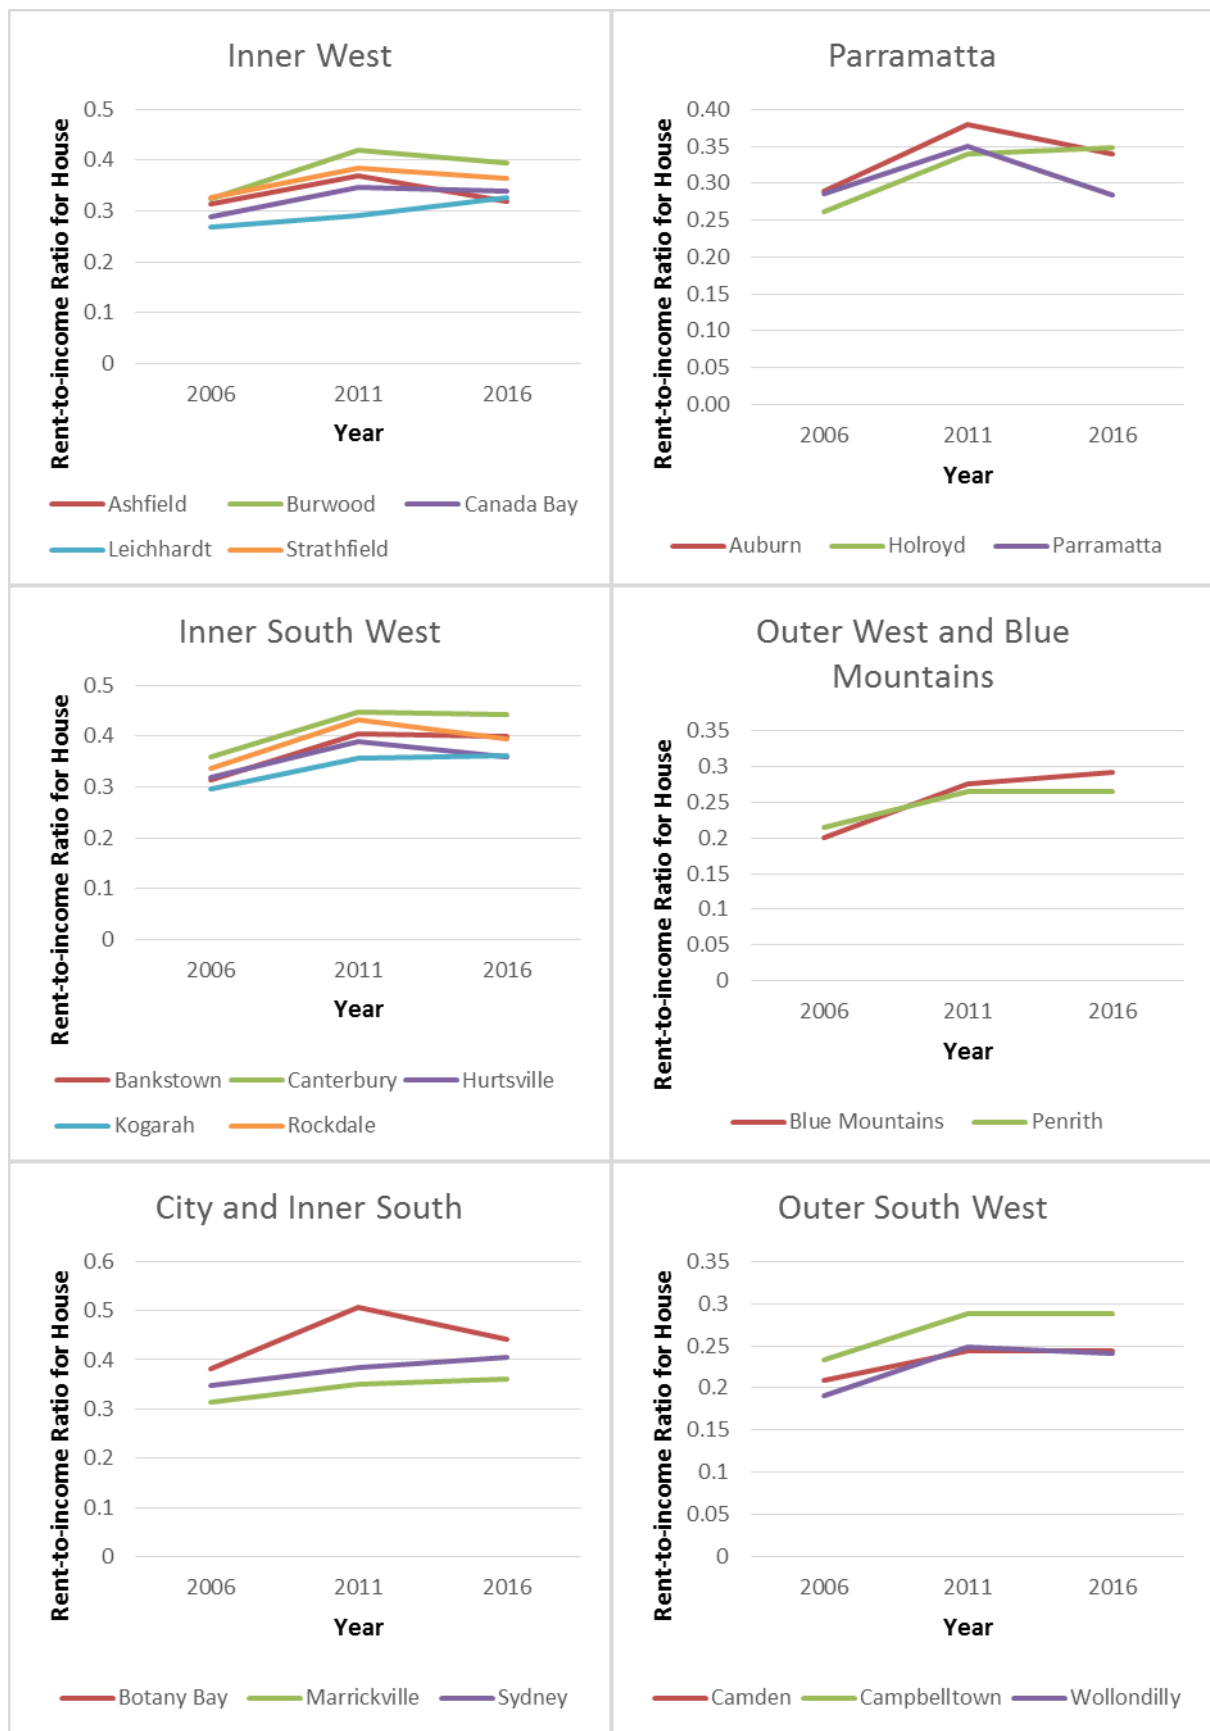 Inner West
Rent-to-income Ratio for House
0.5
0.4
0.3
0.2
0.1
0
2006 2011 2016
Year
Ashfield Burwood Canada Bay
Leichhardt Strathfield
Parramatta
Rent-to-income Ratio for House
0.40
0.35
0.30
0.25
0.20
0.15
0.10
0.05
0.00
2006 2011 2016
Year
Auburn Holroyd Parramatta
Inner South West
Rent-to-income Ratio for House
0.5
0.4
0.3
0.2
0.1
0
2006 2011 2016
Year
Bankstown Canterbury Hurtsville
Kogarah Rockdale
Outer West and Blue
Mountains
Rent-to-income Ratio for House
0.35
0.3
0.25
0.2
0.15
0.1
0.05
0
2006 2011 2016
Year
Blue Mountains Penrith
City and Inner South
Rent-to-income Ratio for House
0.6
0.5
0.4
0.3
0.2
0.1
0
2006 2011 2016
Year
Botany Bay Marrickville Sydney
Outer South West
Rent-to-income Ratio for House
0.35
0.3
0.25
0.2
0.15
0.1
0.05
0
2006 2011 2016
Year
Camden Campbelltown Wollondilly